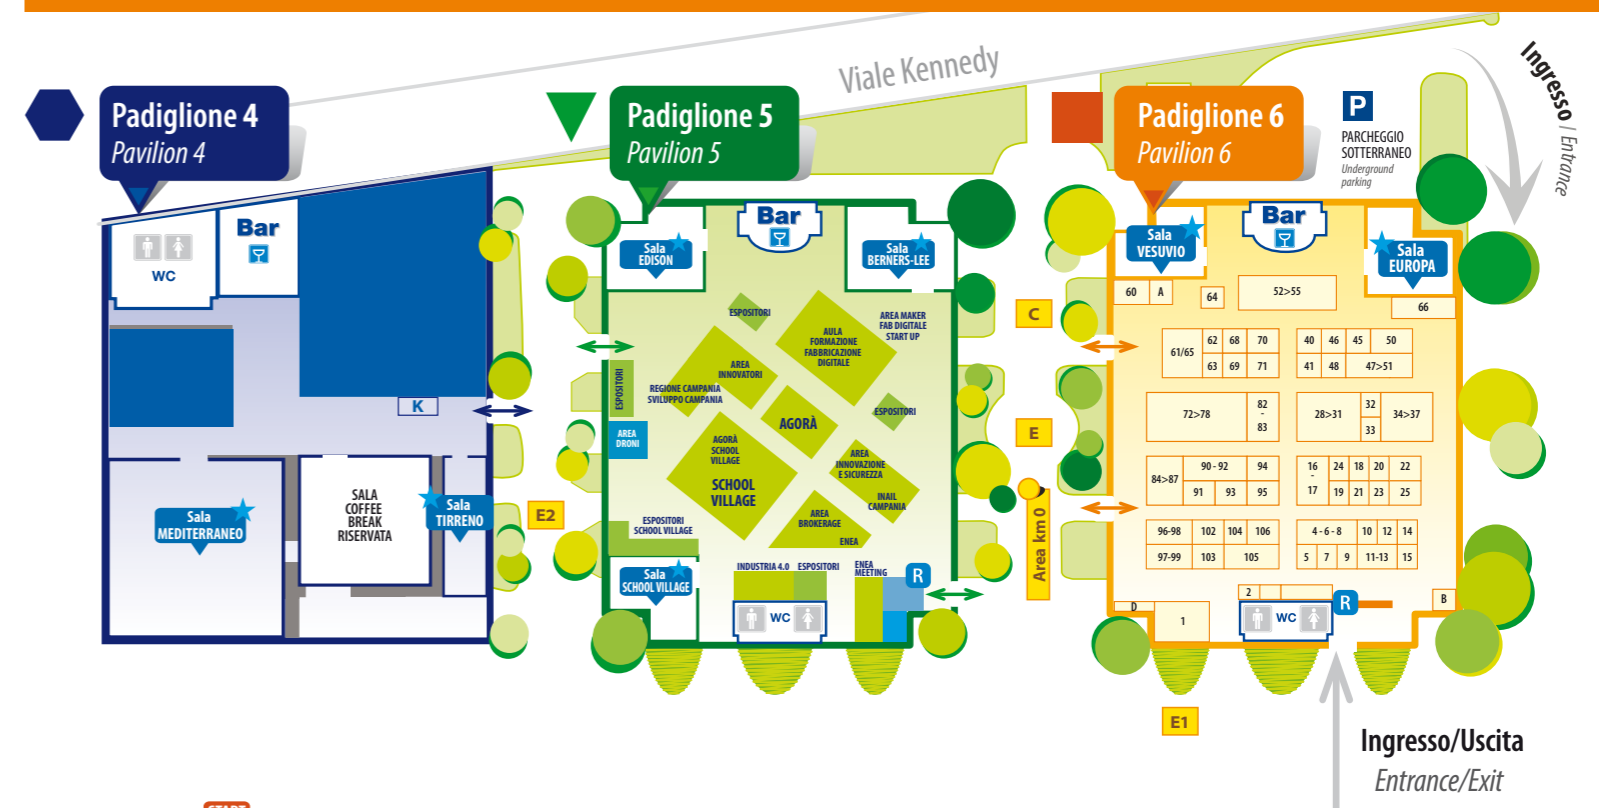 Viale Kennedy
Ingresso / Entrance
Padiglione 4
Pavilion 4
Padiglione 5
Pavilion 5
Padiglione 6
Pavilion 6
P
PARCHEGGIO
SOTTERRANEO
Underground
parking
WC
Bar
K
Sala
MEDITERRANEO
SALA
COFFEE
BREAK
RISERVATA
Sala
TIRRENO
E2
Sala
EDISON
Bar
Sala
BERNERS-LEE
ESPOSITORI
AULA
FORMAZIONE
FABBRICAZIONE
DIGITALE
AREA MAKER
FAB DIGITALE
START UP
AREA
INNOVATORI
REGIONE CAMPANIA
SVILUPPO CAMPANIA
ESPOSITORI
AREA
DRONI
AGORÀ
ESPOSITORI
AGORÀ
SCHOOL
VILLAGE
SCHOOL
VILLAGE
AREA
INNOVAZIONE
E SICUREZZA
INAIL
CAMPANIA
AREA
BROKERAGE
ENEA
ESPOSITORI
SCHOOL VILLAGE
Sala
SCHOOL VILLAGE
INDUSTRIA 4.0
ESPOSITORI
ENEA
MEETING
R
WC
C
E
Area km 0
Sala
VESUVIO
Bar
Sala
EUROPA
60
A
64
52>55
66
61/65
62
68
70
63
69
71
40
46
45
50
41
48
47>51
72>78
82
-
83
28>31
32
33
34>37
84>87
90 - 92
94
91
93
95
16
-
17
24
18
20
22
19
21
23
25
96-98
102
104
106
97-99
103
105
4 - 6 - 8
10
12
14
5
7
9
11-13
15
D
1
2
WC
R
B
E1
Ingresso/Uscita
Entrance/Exit
START